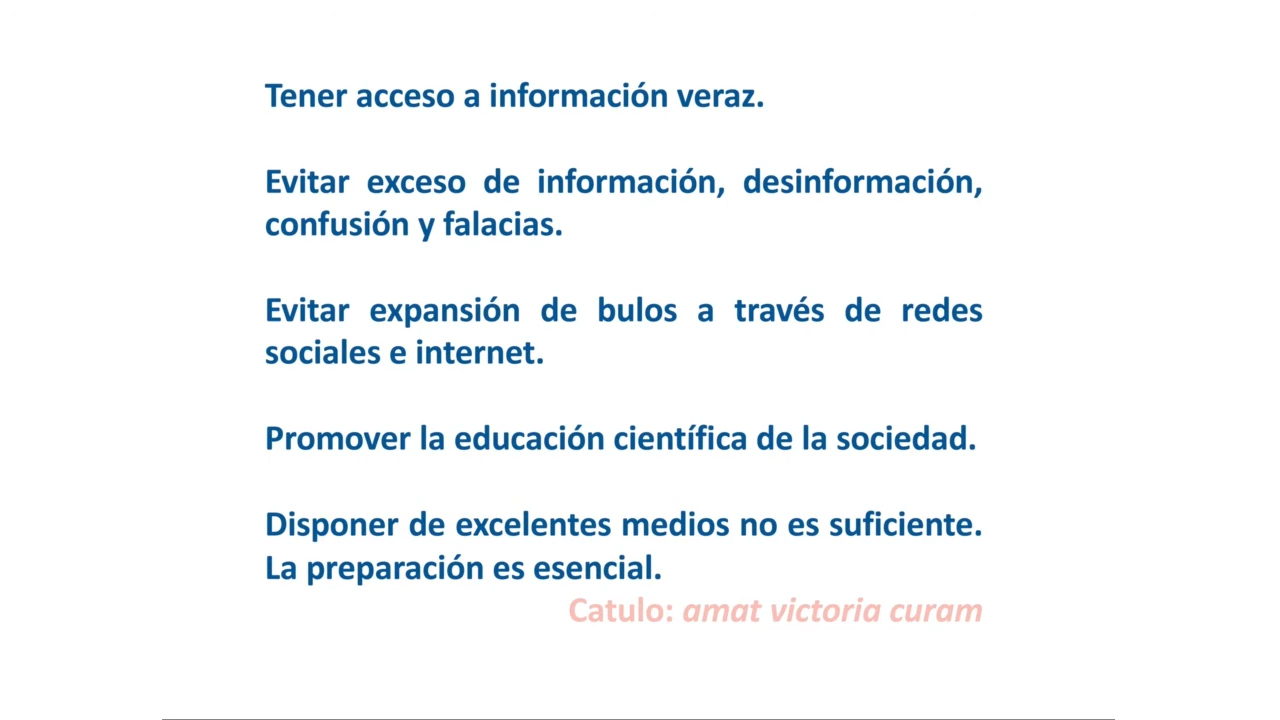 Tener acceso a información veraz.
Evitar exceso de información, desinformación,
confusión y falacias.
Evitar expansión de bulos a través de redes
sociales e internet.
Promover la educación científica de la sociedad.
Disponer de excelentes medios no es suficiente.
La preparación es esencial.
Catulo: amat victoria curam